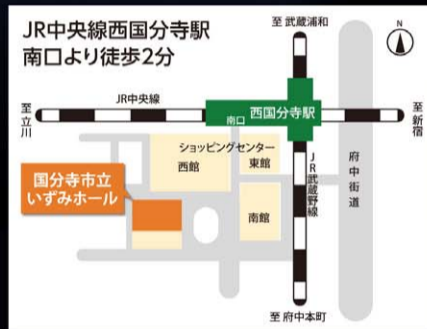 JR中央線西国分寺駅
南口より徒歩2分
至 武蔵浦和
N
JR中央線
南口
西国分寺駅
至立川
至新宿
ショッピングセンター
西館
東館
国分寺市立
いずみホール
南館
JR武蔵野線
府中街道
至 府中本町